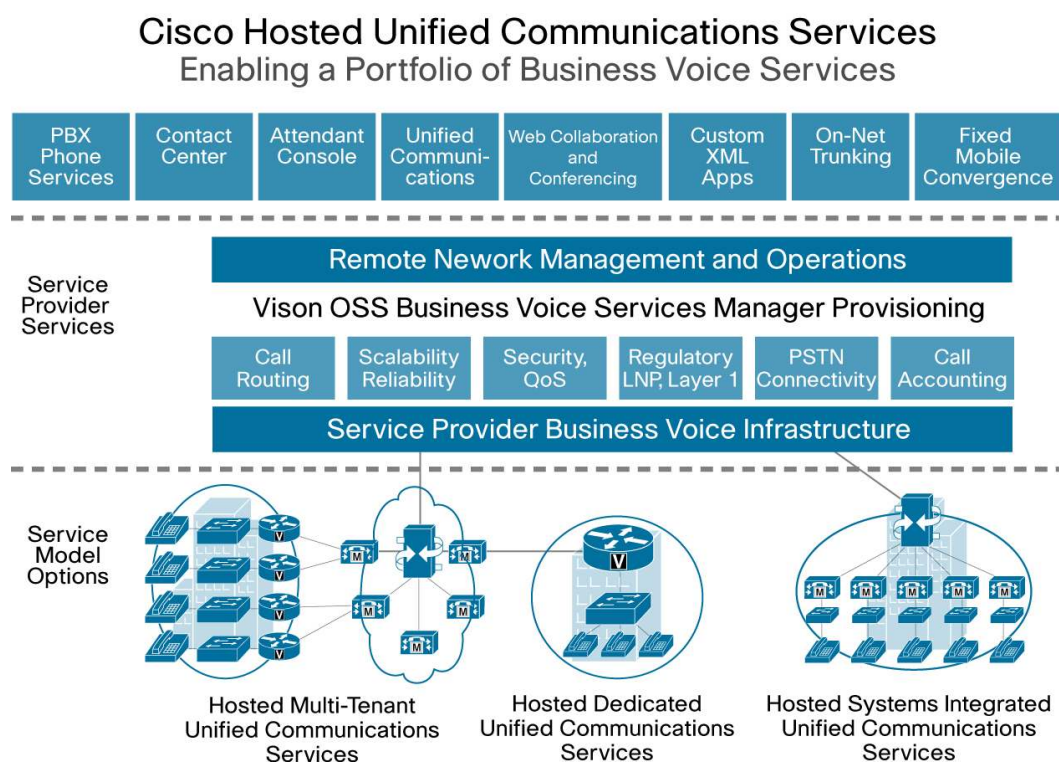 Cisco Hosted Unified Communications Services
Enabling a Portfolio of Business Voice Services
PBX
Phone
Services
Contact
Center
Attendant
Console
Unified
Communi-
cations
Web Collaboration
and
Conferencing
Custom
XML
Apps
On-Net
Trunking
Fixed
Mobile
Convergence
Service
Provider
Services
Remote Nework Management and Operations
Vison OSS Business Voice Services Manager Provisioning
Call
Routing
Scalability
Reliability
Security,
QoS
Regulatory
LNP, Layer 1
PSTN
Connectivity
Call
Accounting
Service Provider Business Voice Infrastructure
Service
Model
Options
V
V
V
V
M
M
M
M
M
V
M
M
M
M
M
Hosted Multi-Tenant
Unified Communications
Services
Hosted Dedicated
Unified Communications
Services
Hosted Systems Integrated
Unified Communications
Services